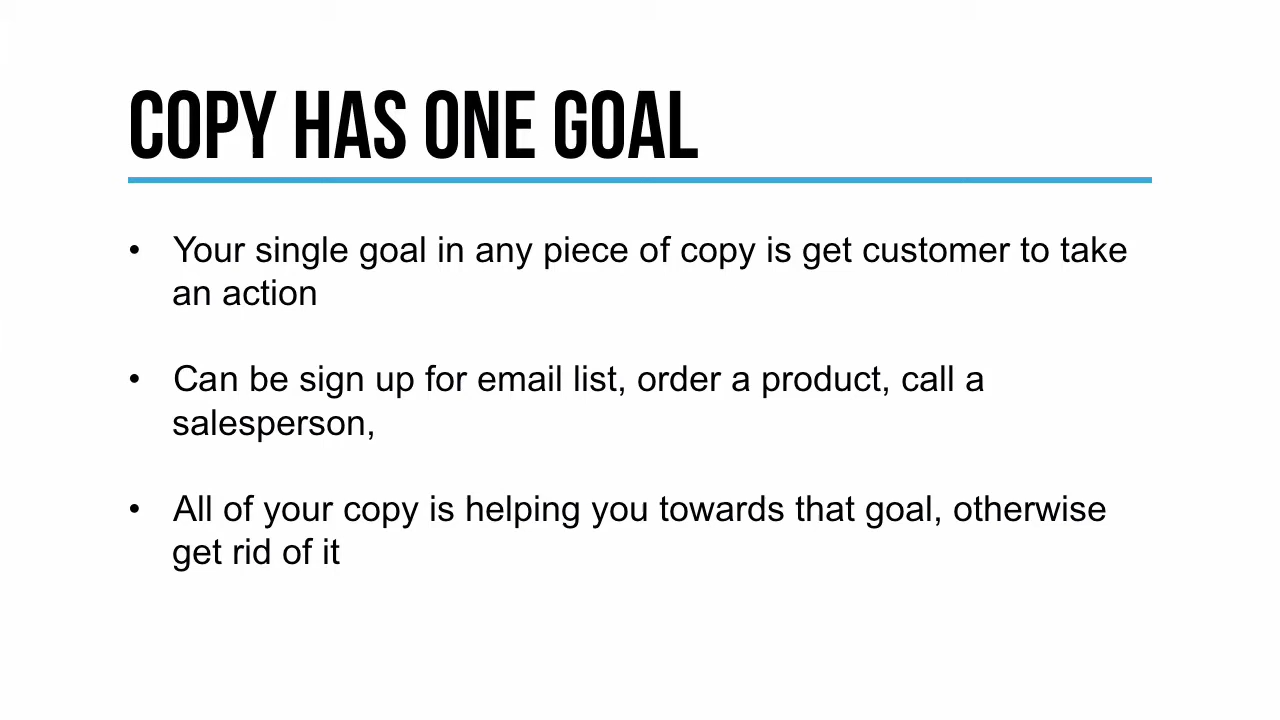 COPY HAS ONE GOAL
• Your single goal in any piece of copy is get customer to take
an action
• Can be sign up for email list, order a product, call a
salesperson,
• All of your copy is helping you towards that goal, otherwise
get rid of it